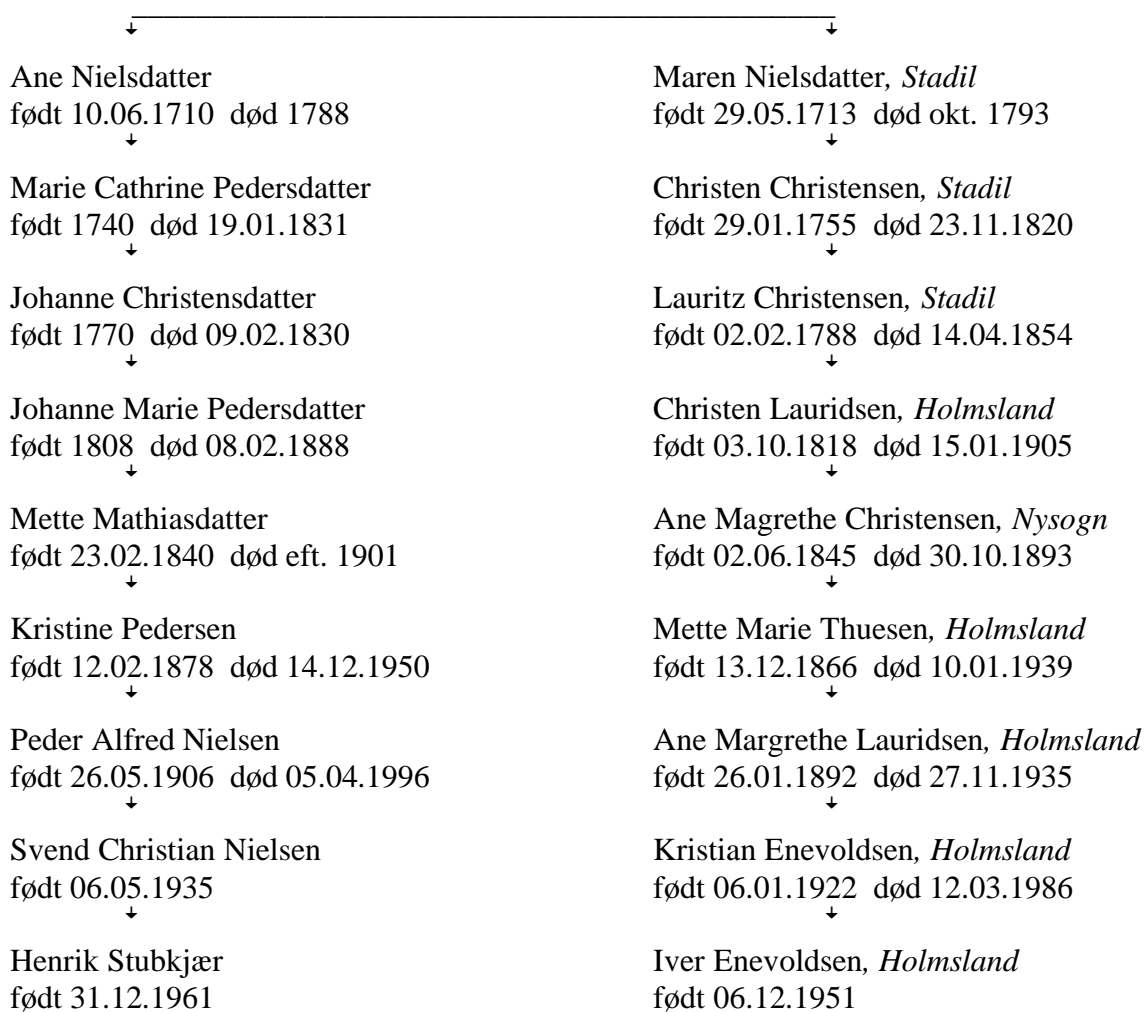 Ane Nielsdatter
født 10.06.1710 død 1788
Maren Nielsdatter, Stadil
født 29.05.1713 død okt. 1793
Marie Cathrine Pedersdatter
født 1740 død 19.01.1831
Christen Christensen, Stadil
født 29.01.1755 død 23.11.1820
Johanne Christensdatter
født 1770 død 09.02.1830
Lauritz Christensen, Stadil
født 02.02.1788 død 14.04.1854
Johanne Marie Pedersdatter
født 1808 død 08.02.1888
Christen Lauridsen, Holmsland
født 03.10.1818 død 15.01.1905
Mette Mathiasdatter
født 23.02.1840 død eft. 1901
Ane Magrethe Christensen, Nysogn
født 02.06.1845 død 30.10.1893
Kristine Pedersen
født 12.02.1878 død 14.12.1950
Mette Marie Thuesen, Holmsland
født 13.12.1866 død 10.01.1939
Peder Alfred Nielsen
født 26.05.1906 død 05.04.1996
Ane Margrethe Lauridsen, Holmsland
født 26.01.1892 død 27.11.1935
Svend Christian Nielsen
født 06.05.1935
Kristian Enevoldsen, Holmsland
født 06.01.1922 død 12.03.1986
Henrik Stubkjær
født 31.12.1961
Iver Enevoldsen, Holmsland
født 06.12.1951